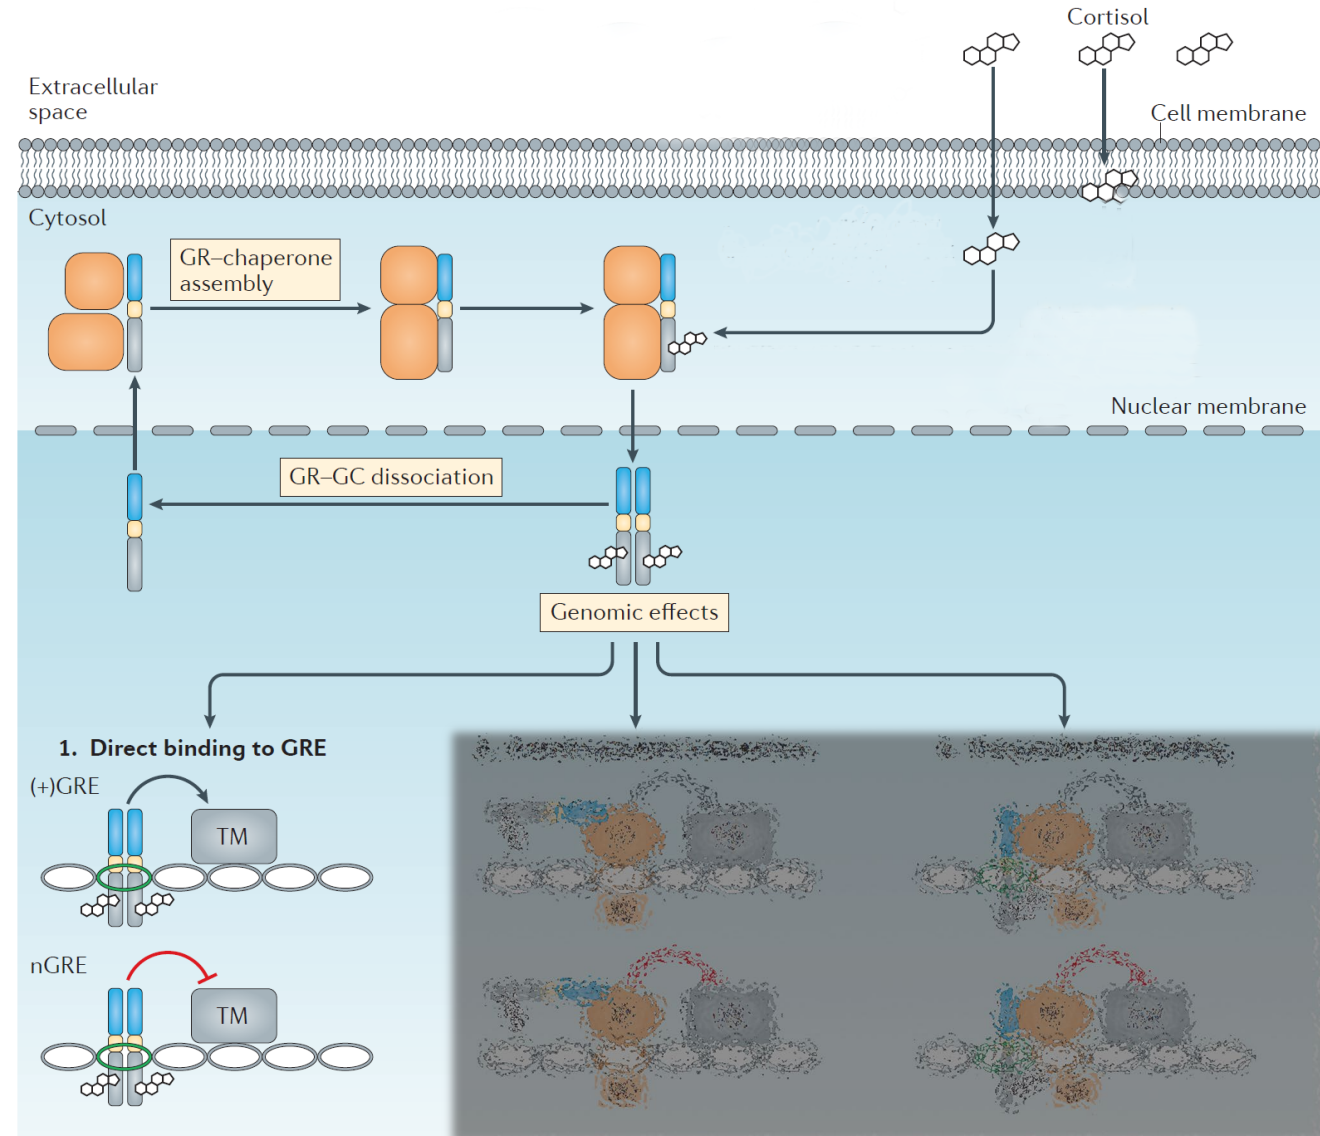 Cortisol
Extracellular
space
Cell membrane
Cytosol
GR–chaperone
assembly
Nuclear membrane
GR–GC dissociation
Genomic effects
1. Direct binding to GRE
(+)GRE
TM
nGRE
TM